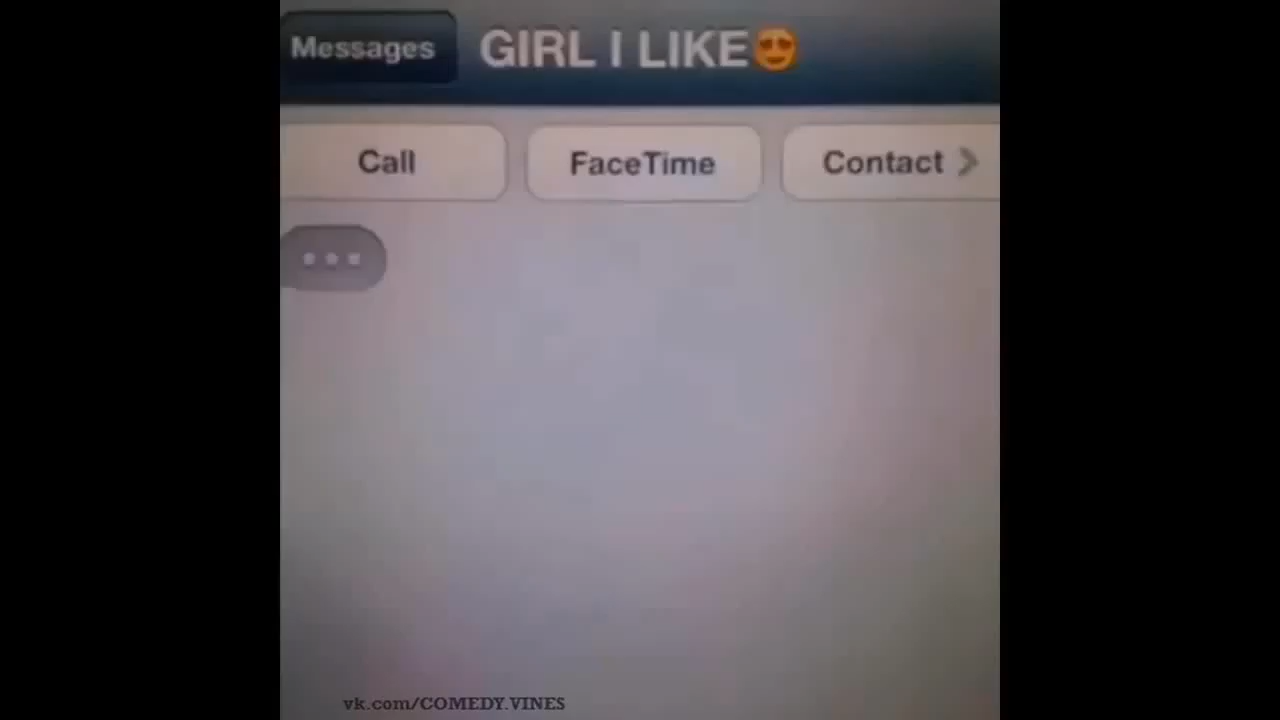 Messages
GIRL I LIKE😍
Call
FaceTime
Contact
vk.com/COMEDY.VINES